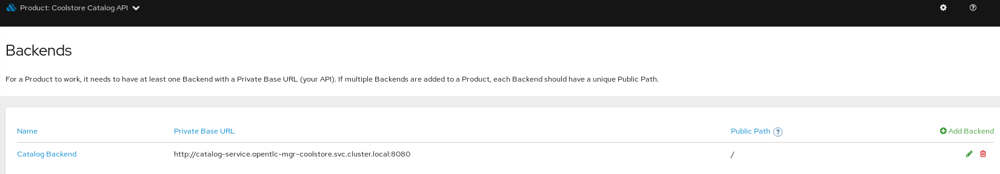 Product: Coolstore Catalog API
Backends
For a Product to work, it needs to have at least one Backend with a Private Base URL (your API). If multiple Backends are added to a Product, each Backend should have a unique Public Path.
Name Private Base URL Public Path ? Add Backend
Catalog Backend http://catalog-service.opentlc-mgr-coolstore.svc.cluster.local:8080 /